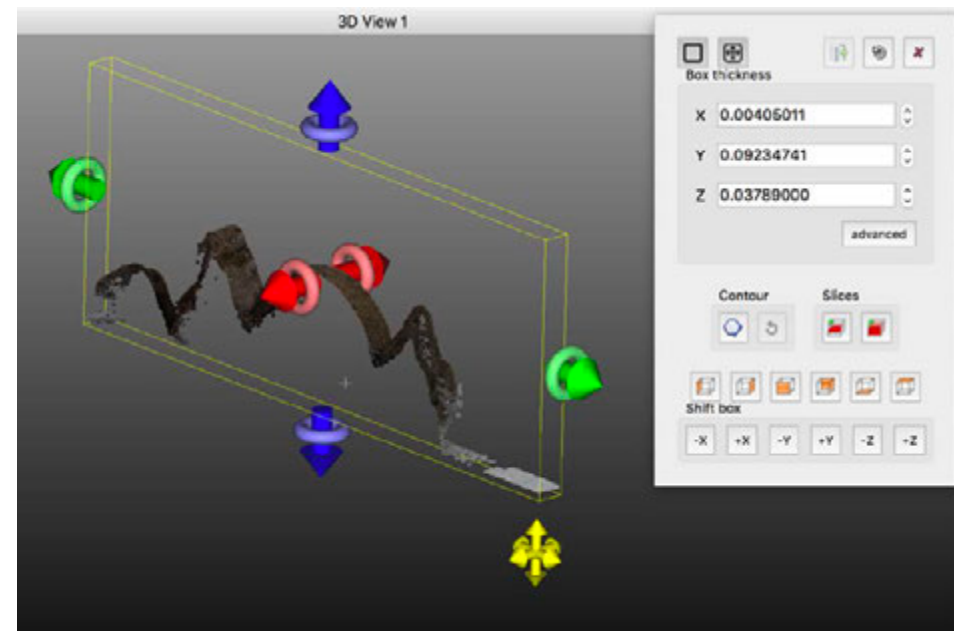 3D View 1
Box thickness
X 0.00405011
Y 0.09234741
Z 0.03789000
advanced
Contour Slices
Shift box
-X +X -Y +Y -Z +Z